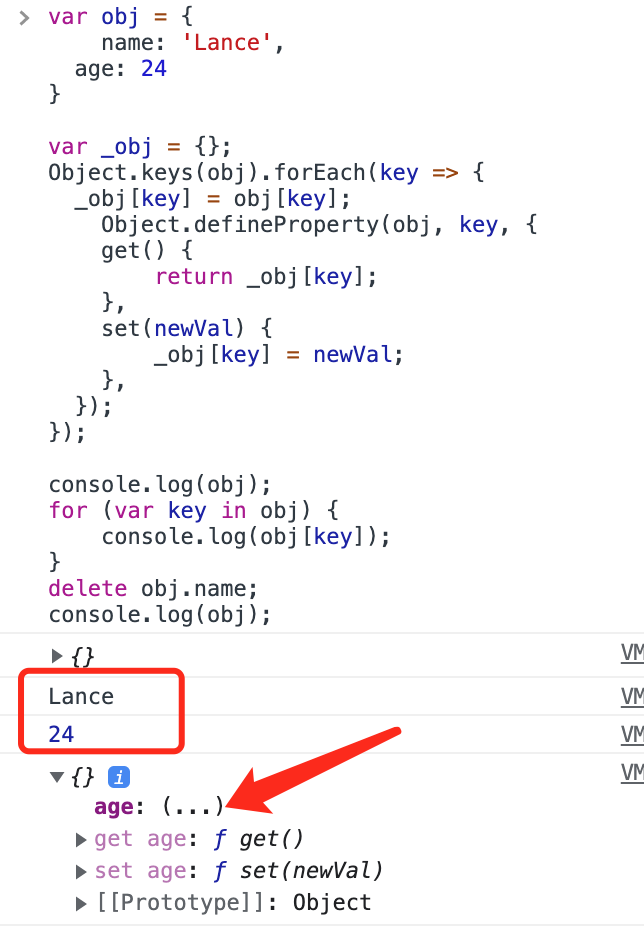 > var obj = {
name: 'Lance',
age: 24
}
var _obj = {};
Object.keys(obj).forEach(key => {
_obj[key] = obj[key];
Object.defineProperty(obj, key, {
get() {
return _obj[key];
},
set(newVal) {
_obj[key] = newVal;
},
});
});
console.log(obj);
for (var key in obj) {
console.log(obj[key]);
}
delete obj.name;
console.log(obj);
▶ {} VM
Lance VM
24 VM
▼ {} i VM
age: (...)
▶ get age: ƒ get()
▶ set age: ƒ set(newVal)
▶ [[Prototype]]: Object